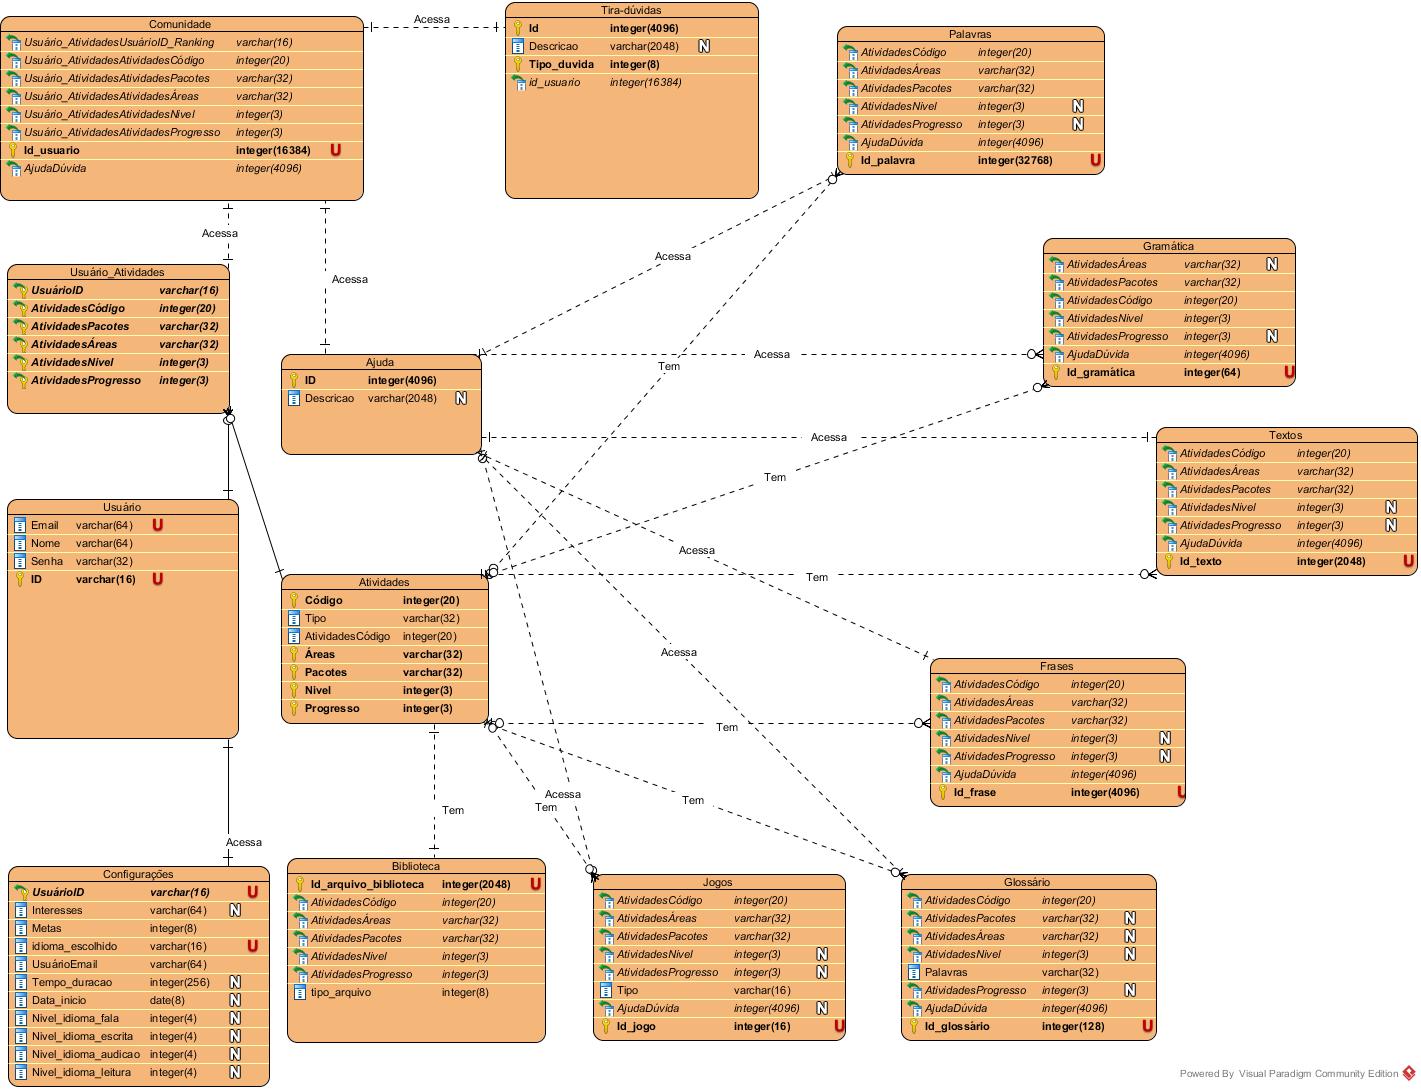 Comunidade
Usuário_AtividadesUsuárioID_Ranking varchar(16)
Usuário_AtividadesAtividadesCódigo integer(20)
Usuário_AtividadesAtividadesPacotes varchar(32)
Usuário_AtividadesAtividadesÁreas varchar(32)
Usuário_AtividadesAtividadesNivel integer(3)
Usuário_AtividadesAtividadesProgresso integer(3)
Id_usuario integer(16384) U
AjudaDúvida integer(4096)
Acessa
Tira-dúvidas
Id integer(4096)
Descricao varchar(2048) N
Tipo_duvida integer(8)
id_usuario integer(16384)
Palavras
AtividadesCódigo integer(20)
AtividadesÁreas varchar(32)
AtividadesPacotes varchar(32)
AtividadesNivel integer(3) N
AtividadesProgresso integer(3) N
AjudaDúvida integer(4096)
Id_palavra integer(32768) U
Acessa
Acessa
Acessa
Usuário_Atividades
UsuárioID varchar(16)
AtividadesCódigo integer(20)
AtividadesPacotes varchar(32)
AtividadesÁreas varchar(32)
AtividadesNivel integer(3)
AtividadesProgresso integer(3)
Gramática
AtividadesÁreas varchar(32) N
AtividadesPacotes varchar(32)
AtividadesCódigo integer(20)
AtividadesNivel integer(3)
AtividadesProgresso integer(3) N
AjudaDúvida integer(4096)
Id_gramática integer(64) U
Ajuda
ID integer(4096)
Descricao varchar(2048) N
Acessa
Tem
Acessa
Tem
Textos
AtividadesCódigo integer(20)
AtividadesÁreas varchar(32)
AtividadesPacotes varchar(32)
AtividadesNivel integer(3) N
AtividadesProgresso integer(3) N
AjudaDúvida integer(4096)
Id_texto integer(2048) U
Usuário
Email varchar(64) U
Nome varchar(64)
Senha varchar(32)
ID varchar(16) U
Acessa
Tem
Atividades
Código integer(20)
Tipo varchar(32)
AtividadesCódigo integer(20)
Áreas varchar(32)
Pacotes varchar(32)
Nivel integer(3)
Progresso integer(3)
Acessa
Frases
AtividadesCódigo integer(20)
AtividadesÁreas varchar(32)
AtividadesPacotes varchar(32)
AtividadesNivel integer(3) N
AtividadesProgresso integer(3) N
AjudaDúvida integer(4096)
Id_frase integer(4096) U
Tem
Acessa
Tem
Tem
Tem
Acessa
Configurações
UsuárioID varchar(16) U
Interesses varchar(64) N
Metas integer(8)
idioma_escolhido varchar(16) U
UsuárioEmail varchar(64)
Tempo_duracao integer(256) N
Data_inicio date(8) N
Nivel_idioma_fala integer(4) N
Nivel_idioma_escrita integer(4) N
Nivel_idioma_audicao integer(4) N
Nivel_idioma_leitura integer(4) N
Biblioteca
Id_arquivo_biblioteca integer(2048) U
AtividadesCódigo integer(20)
AtividadesÁreas varchar(32)
AtividadesPacotes varchar(32)
AtividadesNivel integer(3)
AtividadesProgresso integer(3)
tipo_arquivo integer(8)
Jogos
AtividadesCódigo integer(20)
AtividadesÁreas varchar(32)
AtividadesPacotes varchar(32)
AtividadesNivel integer(3) N
AtividadesProgresso integer(3) N
Tipo varchar(16)
AjudaDúvida integer(4096) N
Id_jogo integer(16) U
Glossário
AtividadesCódigo integer(20)
AtividadesPacotes varchar(32) N
AtividadesÁreas varchar(32) N
AtividadesNivel integer(3) N
Palavras varchar(32)
AtividadesProgresso integer(3) N
AjudaDúvida integer(4096)
Id_glossário integer(128) U
Powered By Visual Paradigm Community Edition